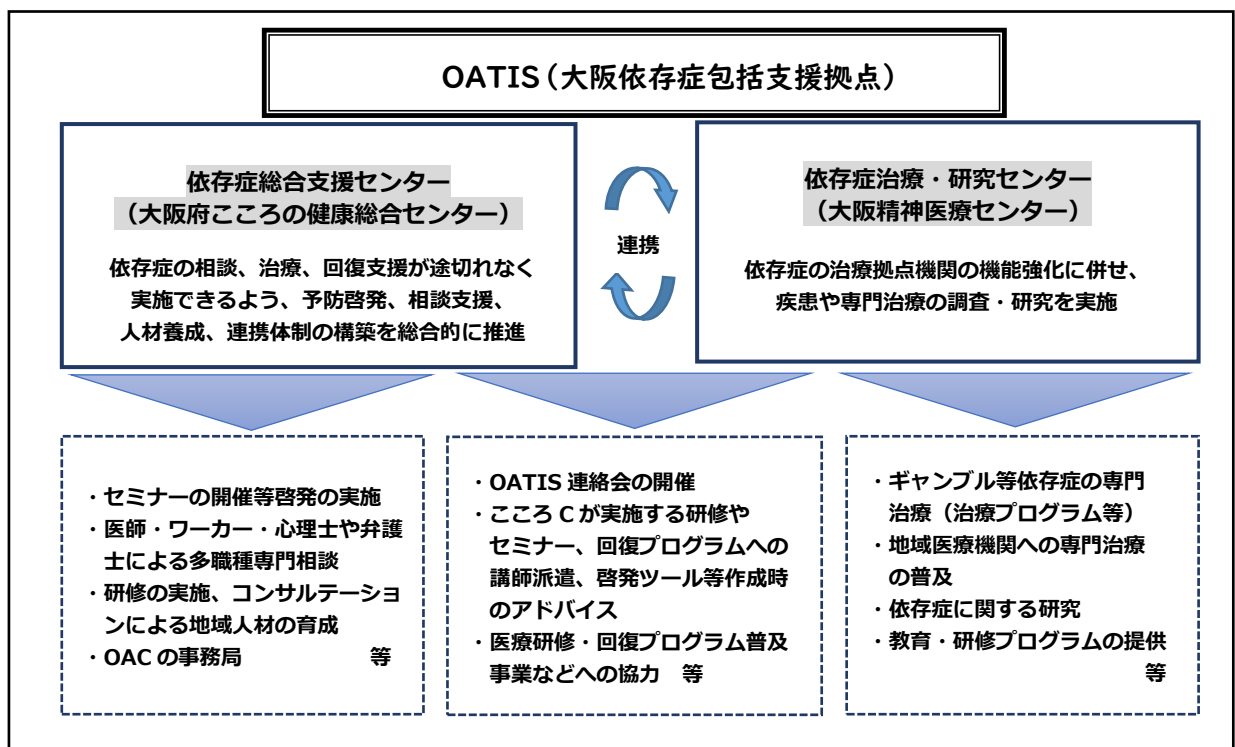 OATIS（大阪依存症包括支援拠点）
依存症総合支援センター
（大阪府こころの健康総合センター）
依存症の相談、治療、回復支援が途切れなく
実施できるよう、予防啓発、相談支援、
人材養成、連携体制の構築を総合的に推進
連携
依存症治療・研究センター
（大阪精神医療センター）
依存症の治療拠点機関の機能強化に併せ、
疾患や専門治療の調査・研究を実施
・セミナーの開催等啓発の実施
・医師・ワーカー・心理士や弁護
士による多職種専門相談
・研修の実施、コンサルテーショ
ンによる地域人材の育成
・OAC の事務局　等
・OATIS 連絡会の開催
・こころ C が実施する研修や
セミナー、回復プログラムへの
講師派遣、啓発ツール等作成時
のアドバイス
・医療研修・回復プログラム普及
事業などへの協力　等
・ギャンブル等依存症の専門
治療（治療プログラム等）
・地域医療機関への専門治療
の普及
・依存症に関する研究
・教育・研修プログラムの提供
等